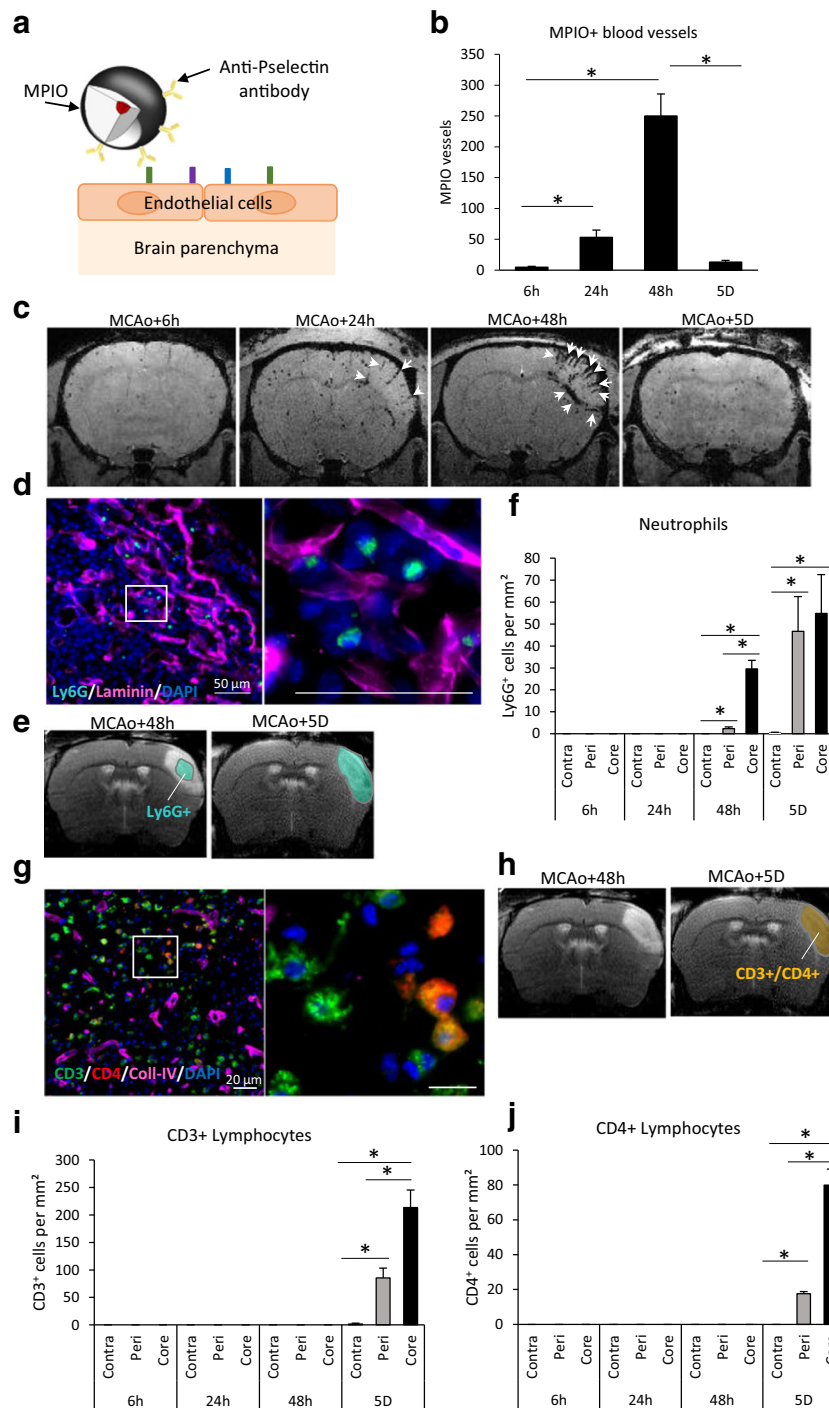 a
MPIO
Anti-Pselectin
antibody
Endothelial cells
Brain parenchyma
b
MPIO+ blood vessels
MPIO vessels
350
300
250
200
150
100
50
0
*
*
*
6h
24h
48h
5D
c
MCAo+6h
MCAo+24h
MCAo+48h
MCAo+5D
d
Ly6G/Laminin/DAPI
50 µm
e
MCAo+48h
MCAo+5D
Ly6G+
f
Neutrophils
Ly6G⁺ cells per mm²
80
70
60
50
40
30
20
10
0
*
*
*
*
*
Contra Peri Core Contra Peri Core Contra Peri Core Contra Peri Core
6h 24h 48h 5D
g
CD3/CD4/Coll-IV/DAPI
20 µm
h
MCAo+48h
MCAo+5D
CD3+/CD4+
i
CD3+ Lymphocytes
CD3⁺ cells per mm²
300
250
200
150
100
50
0
*
*
*
Contra Peri Core Contra Peri Core Contra Peri Core Contra Peri Core
6h 24h 48h 5D
j
CD4+ Lymphocytes
CD4⁺ cells per mm²
100
80
60
40
20
0
*
*
*
Contra Peri Core Contra Peri Core Contra Peri Core Contra Peri
6h 24h 48h 5D